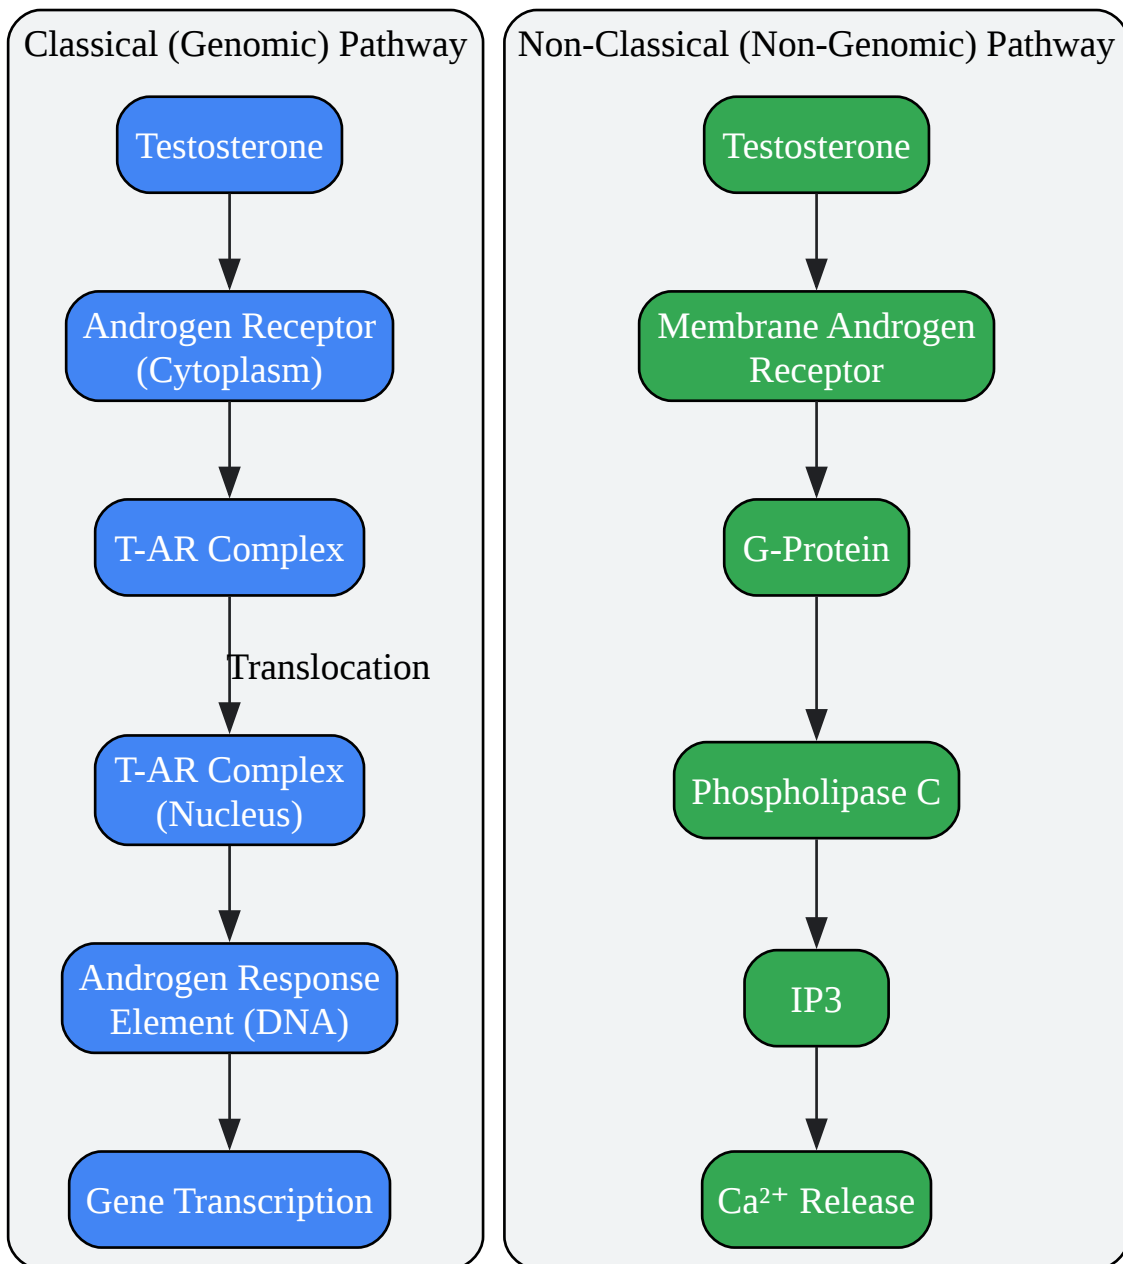 Classical (Genomic) Pathway
Testosterone
Androgen Receptor
(Cytoplasm)
T-AR Complex
Translocation
T-AR Complex
(Nucleus)
Androgen Response
Element (DNA)
Gene Transcription
Non-Classical (Non-Genomic) Pathway
Testosterone
Membrane Androgen
Receptor
G-Protein
Phospholipase C
IP3
Ca²⁺ Release